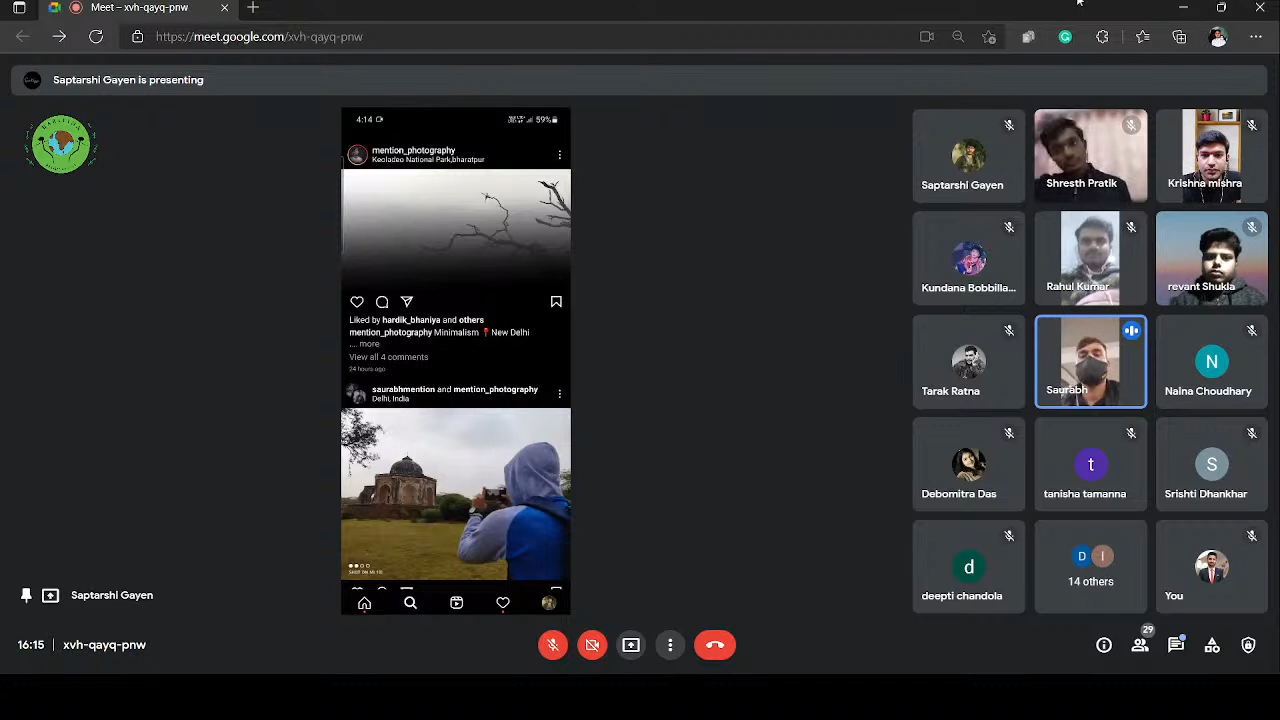 Meet – xvh-qayq-pnw
https://meet.google.com/xvh-qayq-pnw
Saptarshi Gayen is presenting
4:14
59%
mention_photography
Keoladeo National Park,bharatpur
Liked by hardik_bhaniya and others
mention_photography Minimalism 📍New Delhi
.... more
View all 4 comments
24 hours ago
saurabhmention and mention_photography
Delhi, India
Saptarshi Gayen
Shresth Pratik
Krishna mishra
Kundana Bobbilla...
Rahul Kumar
revant Shukla
Tarak Ratna
Saurabh
N
Naina Choudhary
Debarnitra Das
t
tanisha tamanna
S
Srishti Dhankhar
d
deepti chandola
D I
14 others
You
Saptarshi Gayen
16:15
xvh-qayq-pnw
29